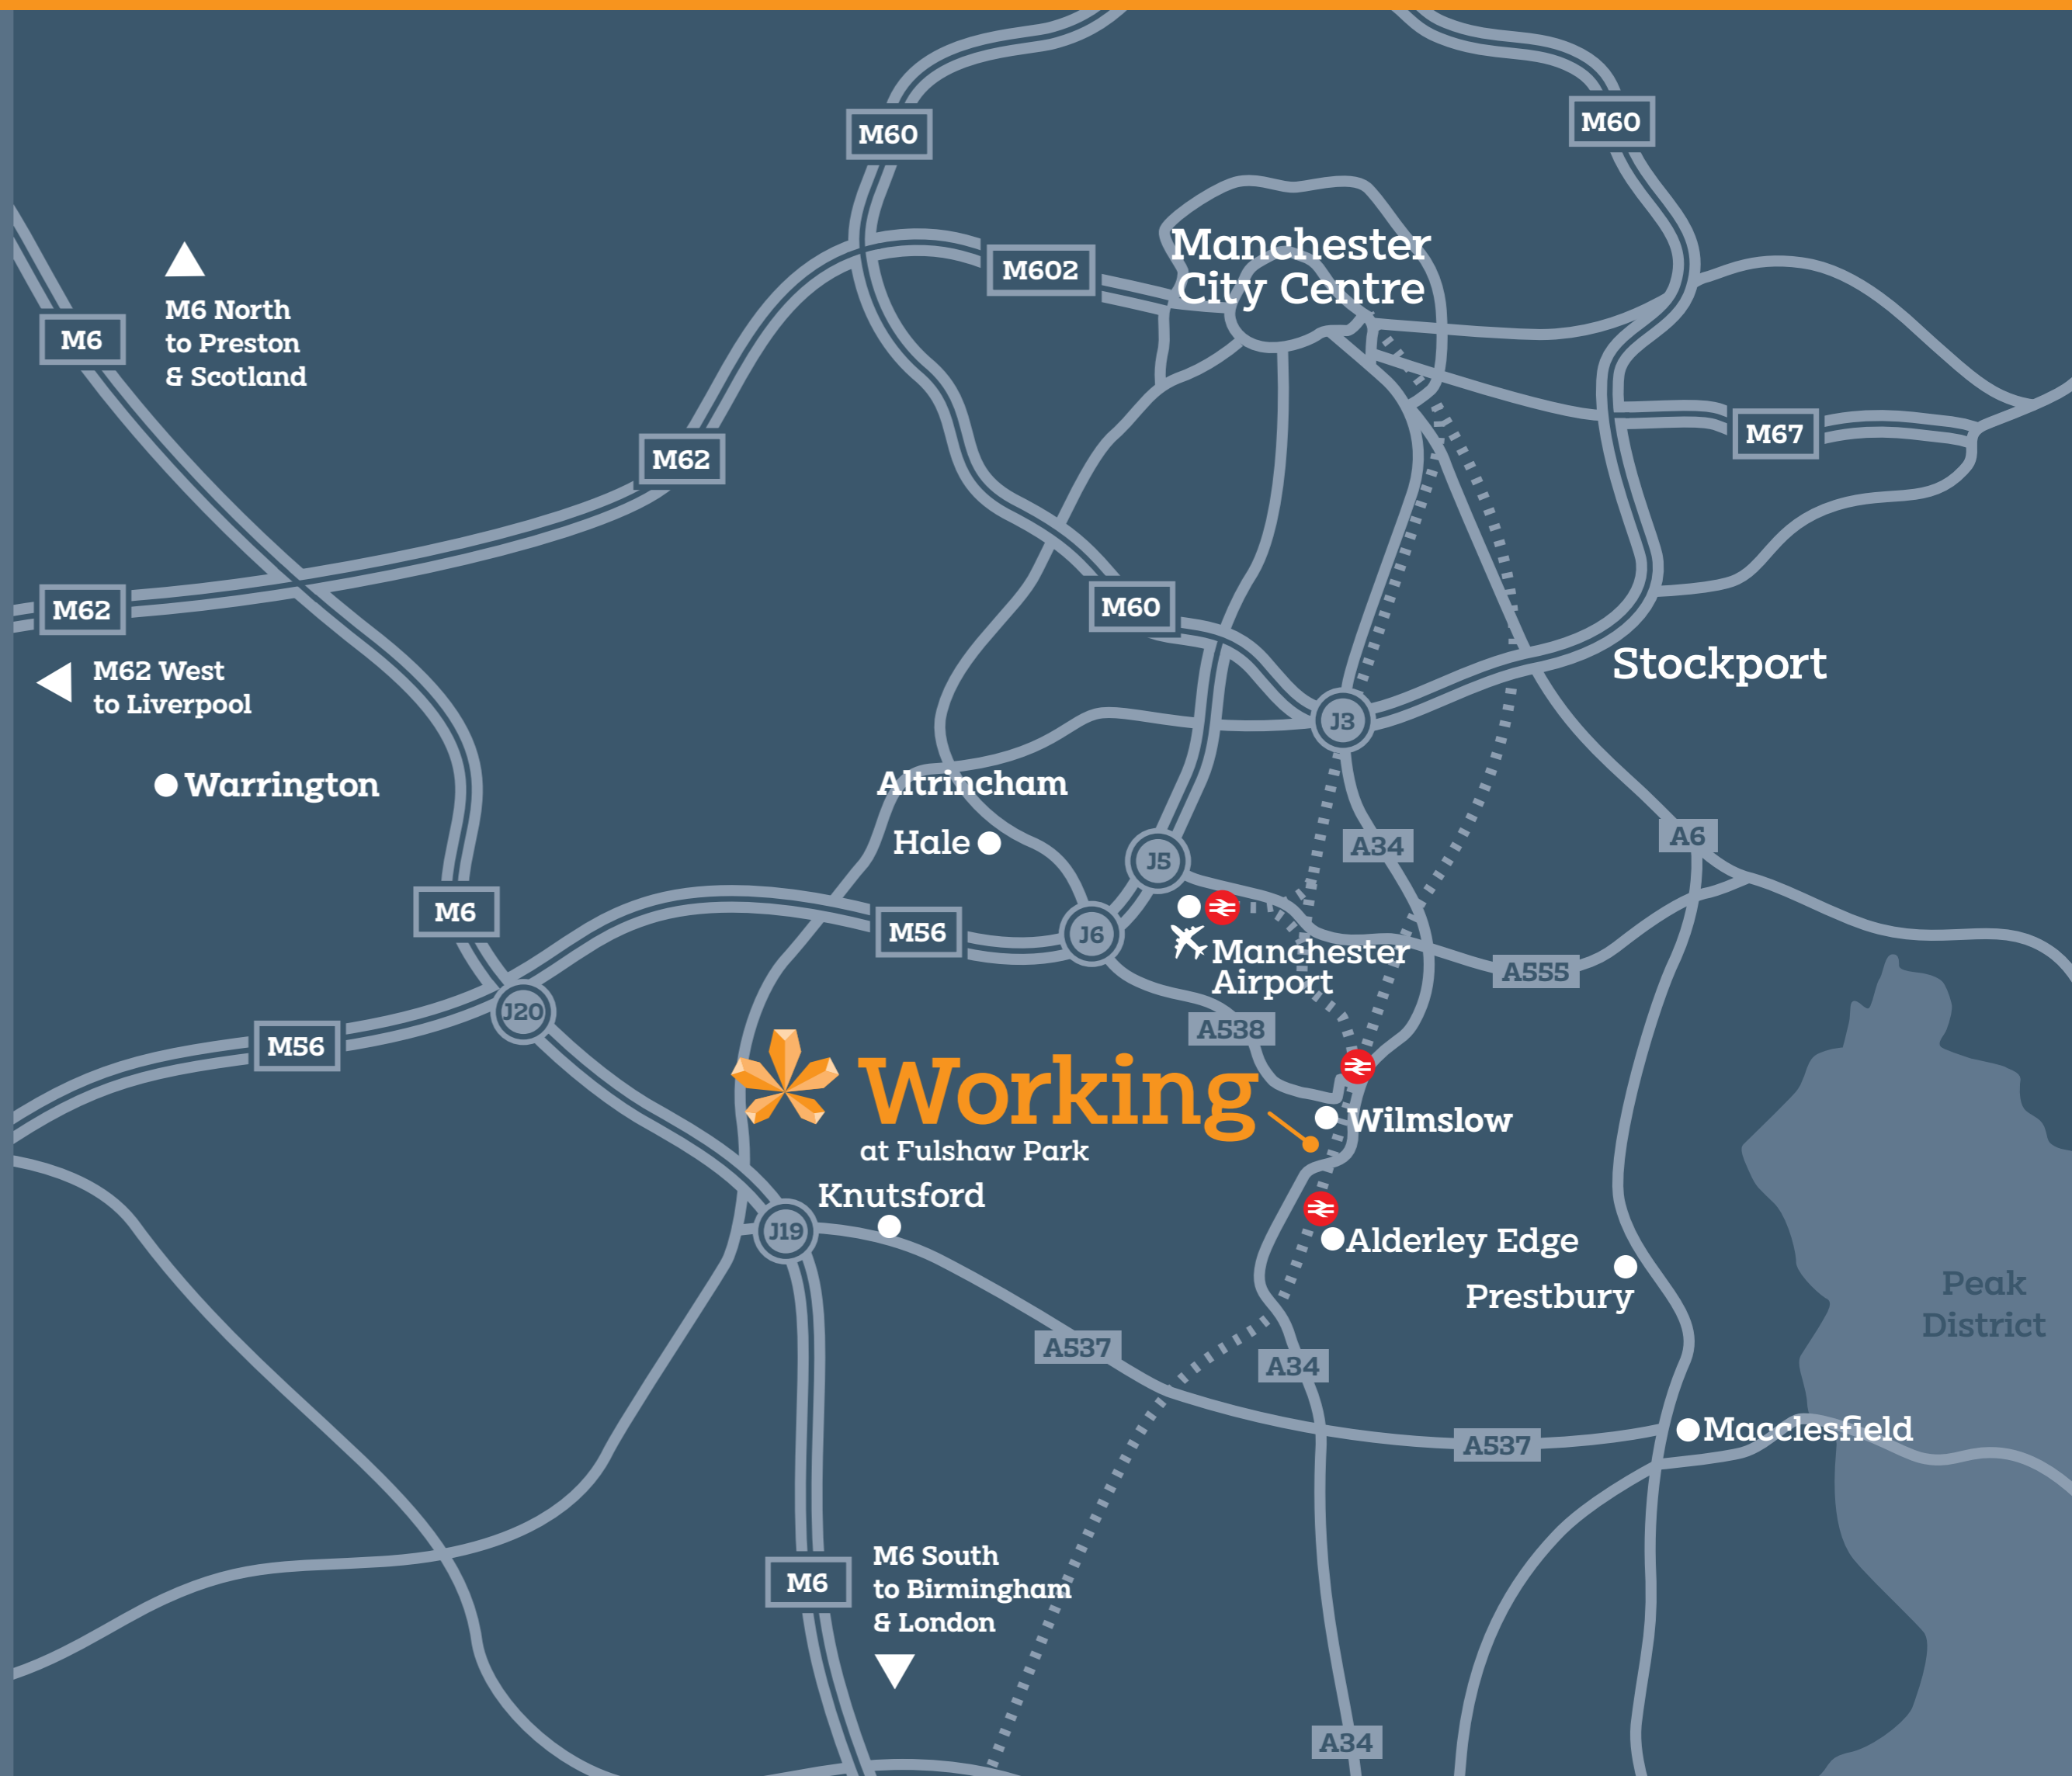 M60
M60
Manchester
City Centre
M602
M6 North
to Preston
& Scotland
M6
M67
M62
M62
M60
M62 West
to Liverpool
Stockport
J3
Warrington
Altrincham
Hale
A34
A6
J5
M6
M56
J6
Manchester
Airport
A555
J20
A538
M56
Working
at Fulshaw Park
Wilmslow
Knutsford
J19
Alderley Edge
Prestbury
Peak
District
A537
A34
Macclesfield
A537
M6 South
to Birmingham
& London
M6
A34